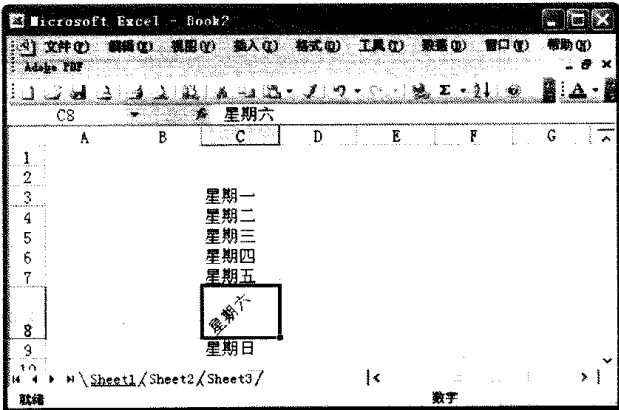 Microsoft Excel - Book2
文件(F) 编辑(E) 视图(V) 插入(I) 格式(O) 工具(T) 数据(D) 窗口(W) 帮助(H)
Adobe PDF
C8 星期六
A B C D E F G
1
2
3 星期一
4 星期二
5 星期三
6 星期四
7 星期五
8 星期六
9 星期日
10
Sheet1 Sheet2 Sheet3
就绪 数字